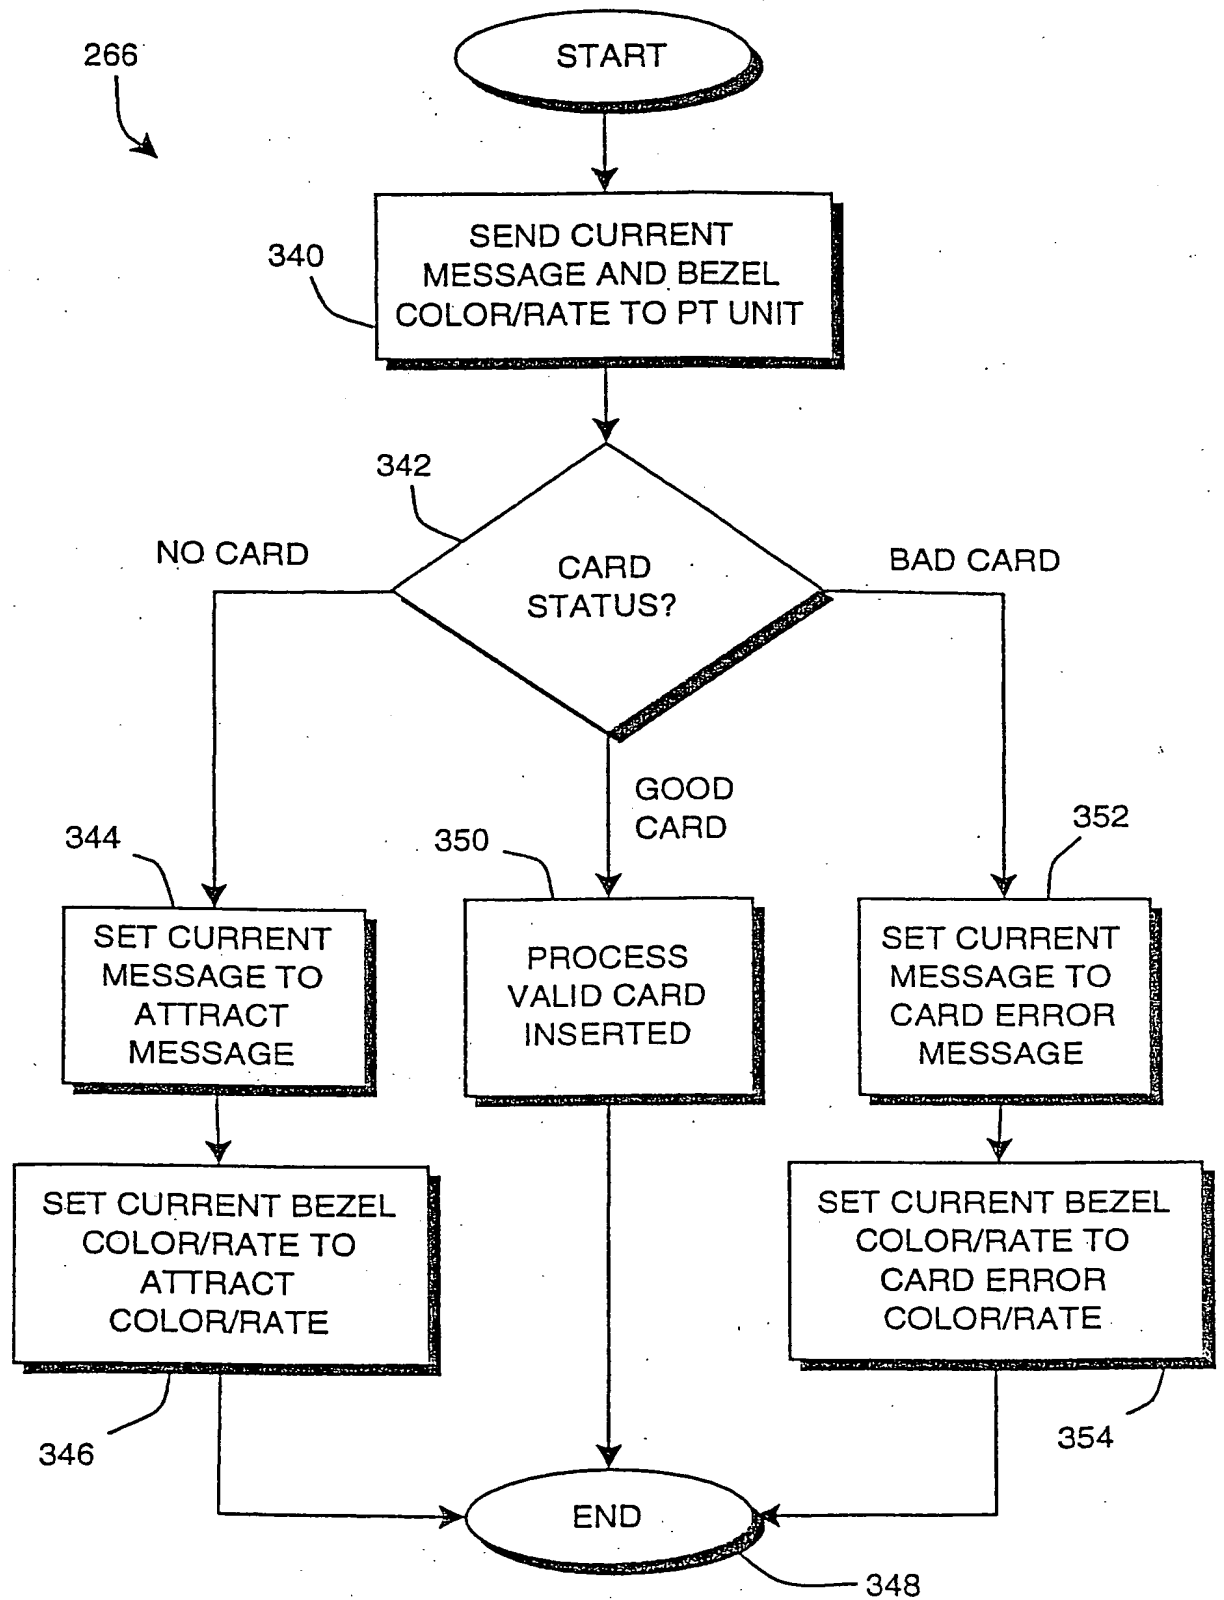 266
START
340
SEND CURRENT
MESSAGE AND BEZEL
COLOR/RATE TO PT UNIT
342
NO CARD
CARD
STATUS?
BAD CARD
GOOD
CARD
344
SET CURRENT
MESSAGE TO
ATTRACT
MESSAGE
350
PROCESS
VALID CARD
INSERTED
352
SET CURRENT
MESSAGE TO
CARD ERROR
MESSAGE
SET CURRENT BEZEL
COLOR/RATE TO
ATTRACT
COLOR/RATE
346
SET CURRENT BEZEL
COLOR/RATE TO
CARD ERROR
COLOR/RATE
354
END
348